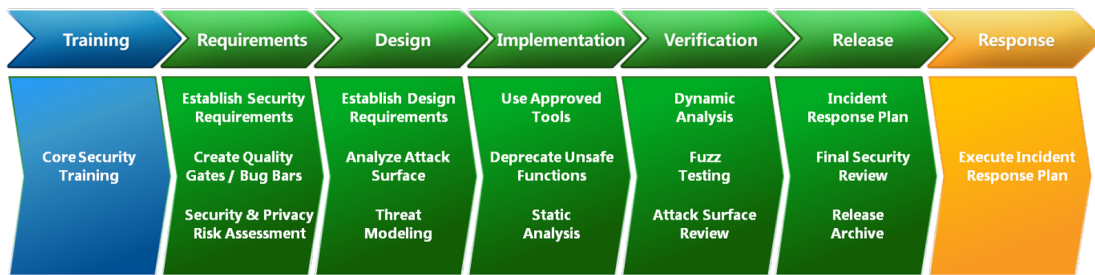 Training
Requirements
Design
Implementation
Verification
Release
Response
Core Security
Training
Establish Security
Requirements
Create Quality
Gates / Bug Bars
Security & Privacy
Risk Assessment
Establish Design
Requirements
Analyze Attack
Surface
Threat
Modeling
Use Approved
Tools
Deprecate Unsafe
Functions
Static
Analysis
Dynamic
Analysis
Fuzz
Testing
Attack Surface
Review
Incident
Response Plan
Final Security
Review
Release
Archive
Execute Incident
Response Plan